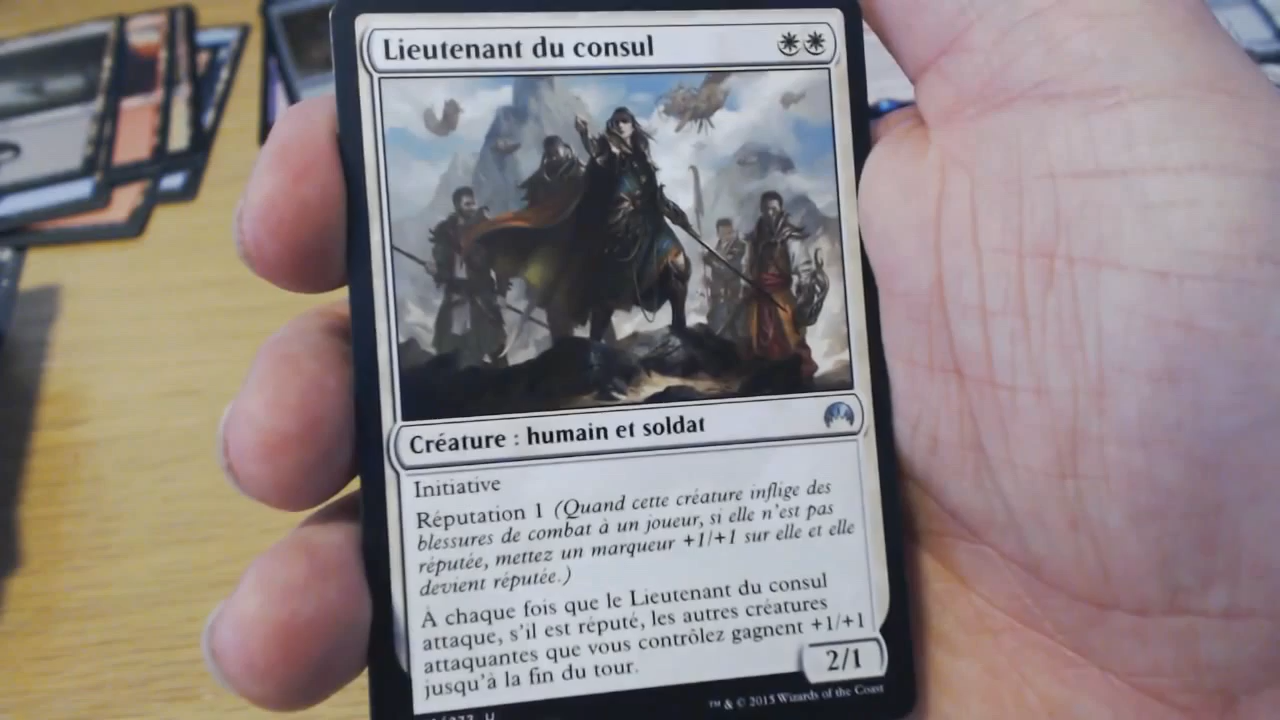 Lieutenant du consul
Créature : humain et soldat
Initiative
Réputation 1 (Quand cette créature inflige des
blessures de combat à un joueur, si elle n'est pas
réputée, mettez un marqueur +1/+1 sur elle et elle
devient réputée.)
À chaque fois que le Lieutenant du consul
attaque, s'il est réputé, les autres créatures
attaquantes que vous contrôlez gagnent +1/+1
jusqu'à la fin du tour.
2/1
™ & © 2015 Wizards of the Coast